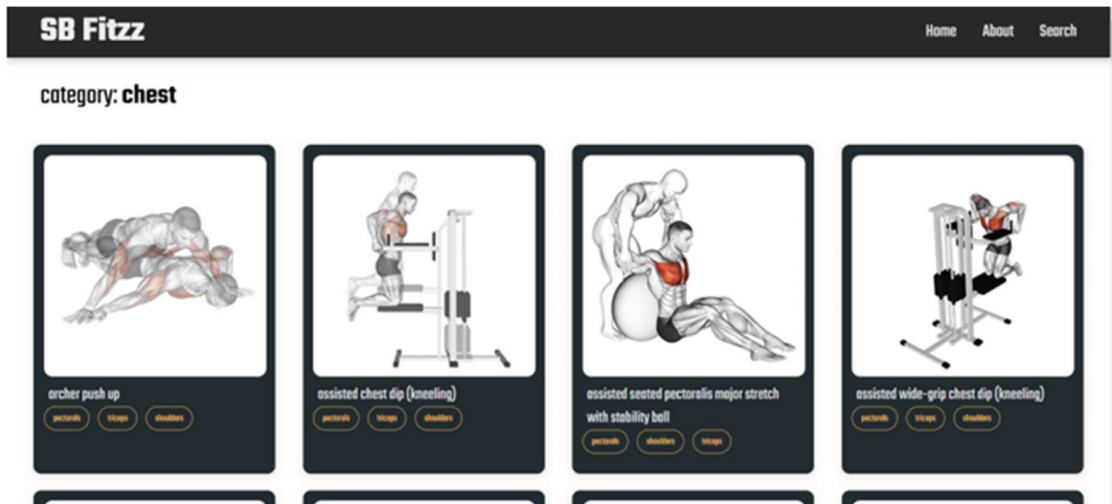 SB Fitzz
Home About Search
category: chest
archer push up
pectorals triceps shoulders
assisted chest dip (kneeling)
pectorals triceps shoulders
assisted seated pectoralis major stretch
with stability ball
pectorals shoulders triceps
assisted wide-grip chest dip (kneeling)
pectorals triceps shoulders